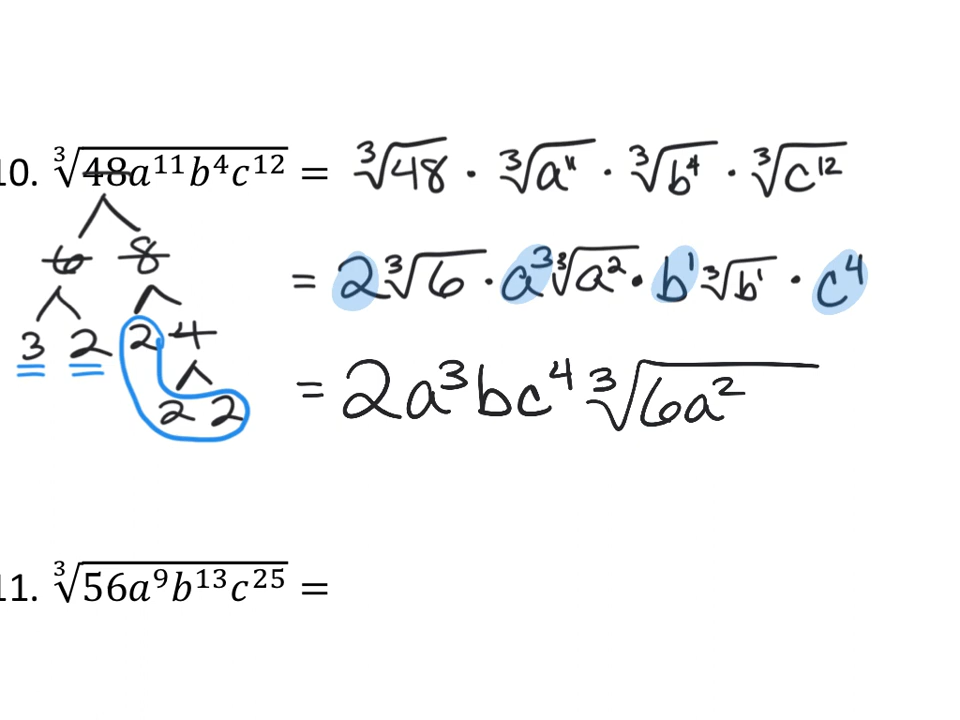 10. ∛(48a¹¹b⁴c¹²) = ∛48 · ∛a¹¹ · ∛b⁴ · ∛c¹²
6 8
= 2∛6 · a³ ∛a² · b¹ ∛b¹ · c⁴
3 2 2 4
= 2a³bc⁴ ∛6a²
2 2
11. ∛(56a⁹b¹³c²⁵) =